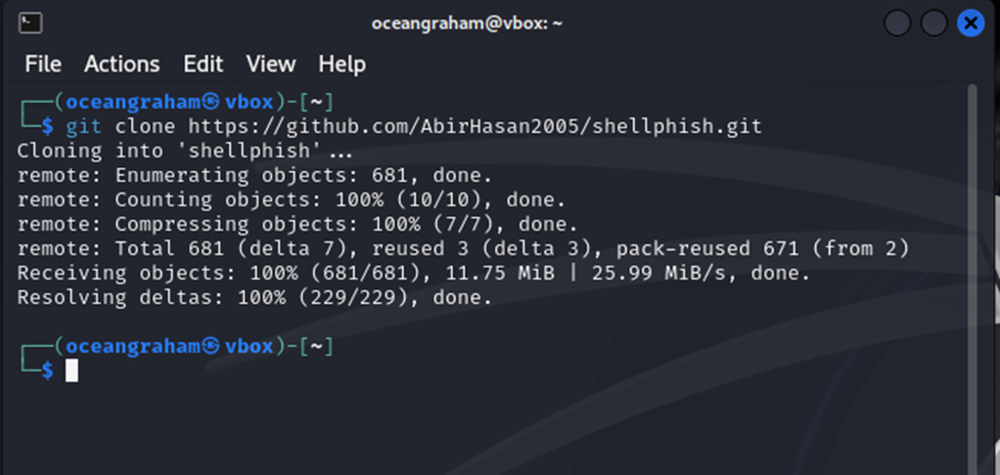 oceangraham@vbox: ~
File Actions Edit View Help
┌──(oceangraham㉿vbox)-[~]
└─$ git clone https://github.com/AbirHasan2005/shellphish.git
Cloning into 'shellphish'...
remote: Enumerating objects: 681, done.
remote: Counting objects: 100% (10/10), done.
remote: Compressing objects: 100% (7/7), done.
remote: Total 681 (delta 7), reused 3 (delta 3), pack-reused 671 (from 2)
Receiving objects: 100% (681/681), 11.75 MiB | 25.99 MiB/s, done.
Resolving deltas: 100% (229/229), done.
┌──(oceangraham㉿vbox)-[~]
└─$